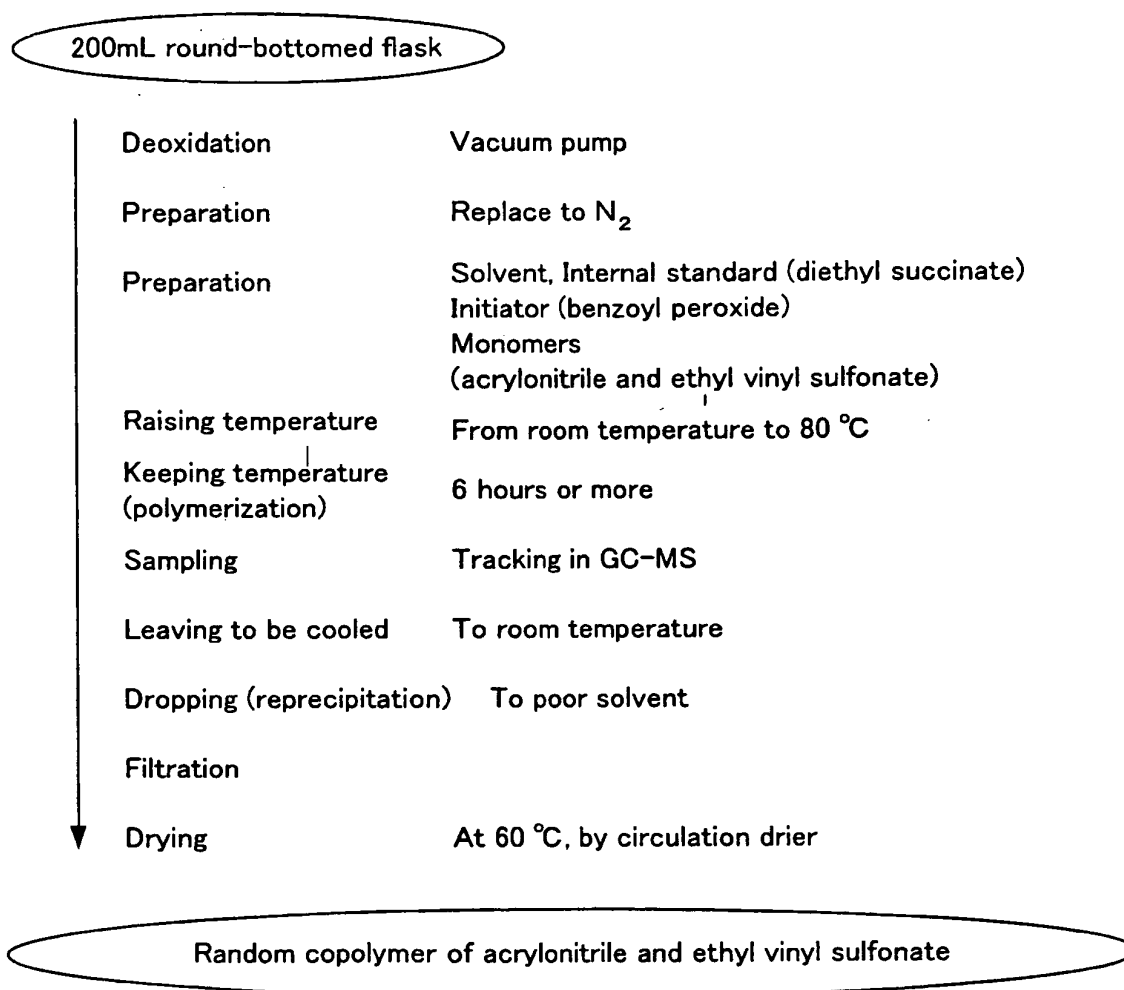 200mL round-bottomed flask
Deoxidation Vacuum pump
Preparation Replace to N₂
Preparation Solvent, Internal standard (diethyl succinate)
Initiator (benzoyl peroxide)
Monomers
(acrylonitrile and ethyl vinyl sulfonate)
Raising temperature From room temperature to 80 ℃
Keeping temperature
(polymerization) 6 hours or more
Sampling Tracking in GC-MS
Leaving to be cooled To room temperature
Dropping (reprecipitation) To poor solvent
Filtration
Drying At 60 ℃, by circulation drier
Random copolymer of acrylonitrile and ethyl vinyl sulfonate